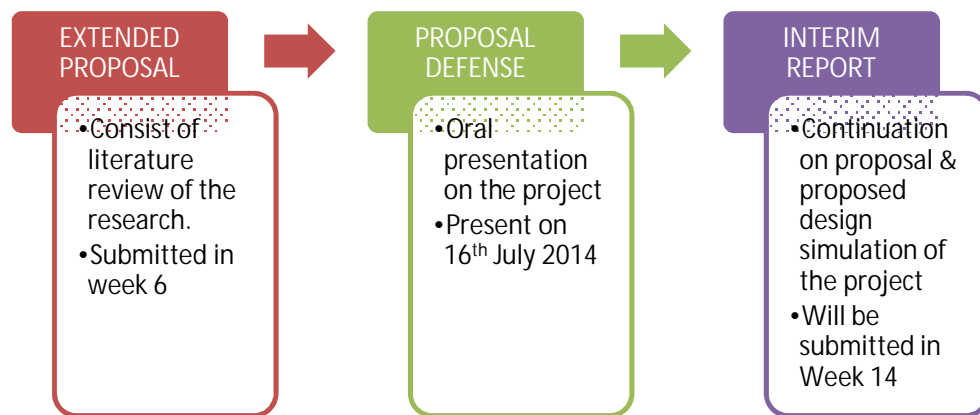 EXTENDED
PROPOSAL
•Consist of
literature
review of the
research.
•Submitted in
week 6
PROPOSAL
DEFENSE
•Oral
presentation
on the project
•Present on
16th July 2014
INTERIM
REPORT
•Continuation
on proposal &
proposed
design
simulation of
the project
•Will be
submitted in
Week 14